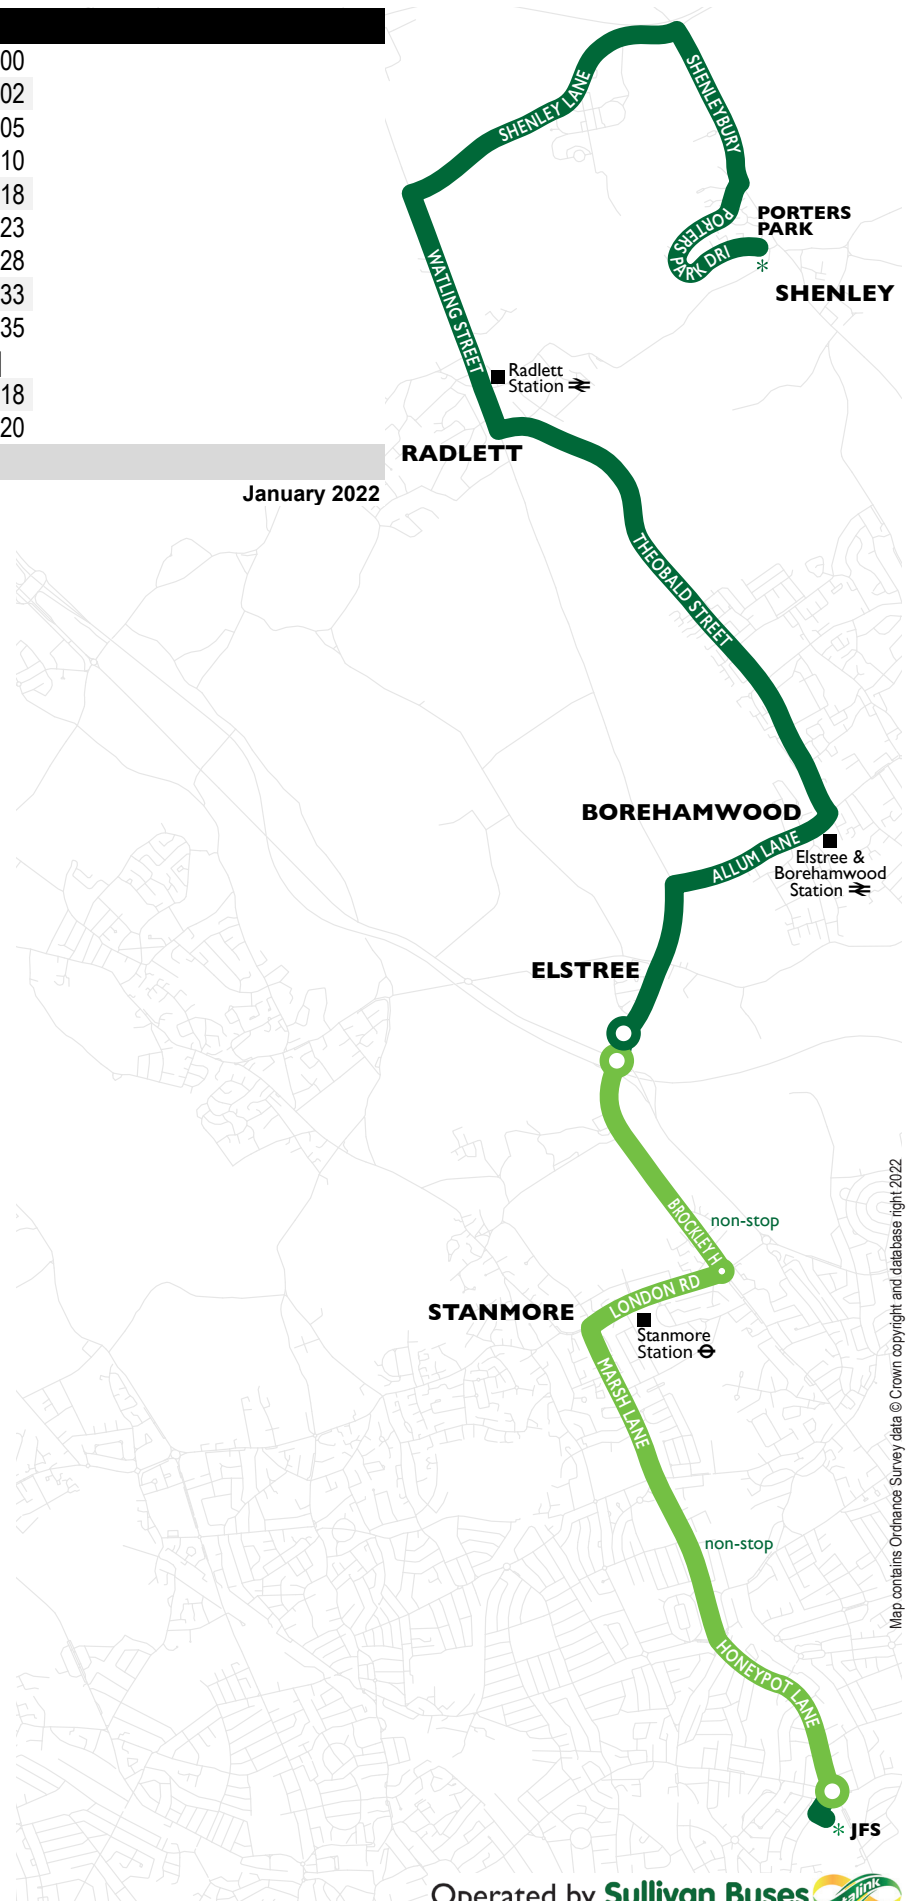 00
02
05
10
18
23
28
33
35
|
18
20
January 2022
SHENLEY LANE
SHENLEYBURY
PORTERS PARK DRI
PORTERS
PARK
*
SHENLEY
WATLING STREET
Radlett
Station
RADLETT
THEOBALD STREET
BOREHAMWOOD
ALLUM LANE
Elstree &
Borehamwood
Station
ELSTREE
BROCKLEY H
non-stop
LONDON RD
STANMORE
Stanmore
Station
MARSH LANE
non-stop
HONEYPOT LANE
* JFS
Map contains Ordnance Survey data © Crown copyright and database right 2022
Operated by Sullivan Buses